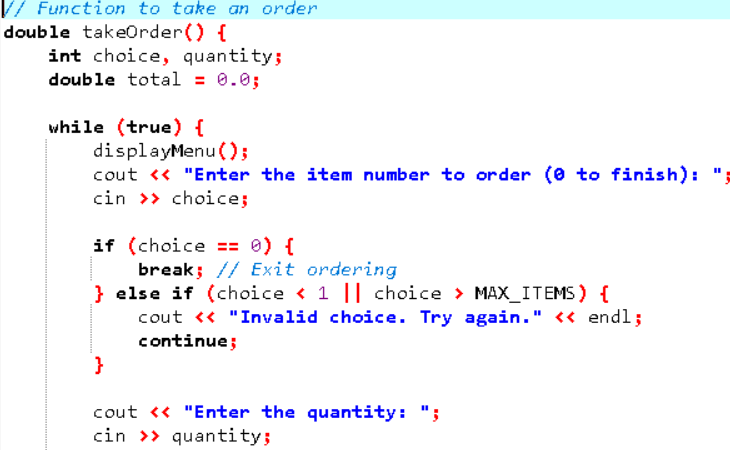 // Function to take an order
double takeOrder() {
    int choice, quantity;
    double total = 0.0;

    while (true) {
        displayMenu();
        cout << "Enter the item number to order (0 to finish): ";
        cin >> choice;

        if (choice == 0) {
            break; // Exit ordering
        } else if (choice < 1 || choice > MAX_ITEMS) {
            cout << "Invalid choice. Try again." << endl;
            continue;
        }

        cout << "Enter the quantity: ";
        cin >> quantity;